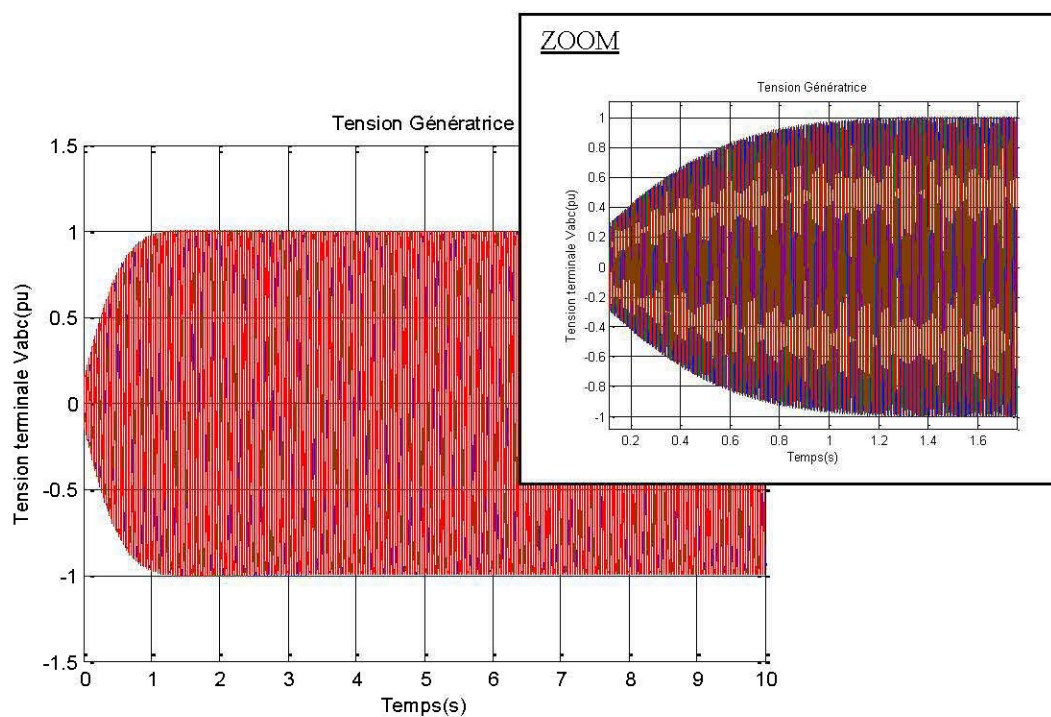 ZOOM
Tension Génératrice
1
0.8
0.6
0.4
0.2
0
-0.2
-0.4
-0.6
-0.8
-1
Tension terminale Vabc(pu)
0.2 0.4 0.6 0.8 1 1.2 1.4 1.6
Temps(s)
Tension Génératrice
1.5
1
0.5
0
-0.5
-1
-1.5
Tension terminale Vabc(pu)
0 1 2 3 4 5 6 7 8 9 10
Temps(s)